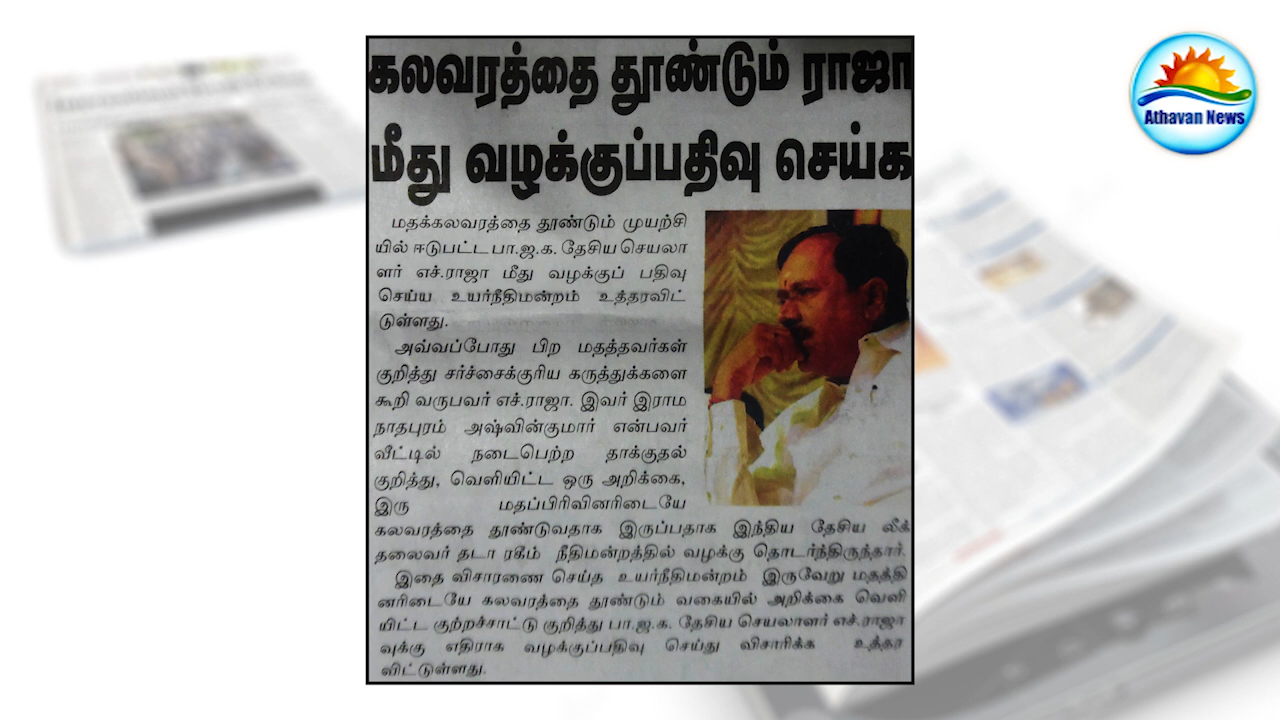 கலவரத்தை தூண்டும் ராஜா
மீது வழக்குப்பதிவு செய்க
மதக்கலவரத்தை தூண்டும் முயற்சி
யில் ஈடுபட்ட பா.ஜ.க. தேசிய செயலா
ளர் எச்.ராஜா மீது வழக்குப் பதிவு
செய்ய உயர்நீதிமன்றம் உத்தரவிட்
டுள்ளது.
அவ்வப்போது பிற மதத்தவர்கள்
குறித்து சர்ச்சைக்குரிய கருத்துக்களை
கூறி வருபவர் எச்.ராஜா. இவர் இராம
நாதபுரம் அஷ்வின்குமார் என்பவர்
வீட்டில் நடைபெற்ற தாக்குதல்
குறித்து, வெளியிட்ட ஒரு அறிக்கை,
இரு மதப்பிரிவினரிடையே
கலவரத்தை தூண்டுவதாக இருப்பதாக இந்திய தேசிய லீக்
தலைவர் தடா ரகீம் நீதிமன்றத்தில் வழக்கு தொடர்ந்திருந்தார்.
இதை விசாரணை செய்த உயர்நீதிமன்றம் இருவேறு மதத்தி
னரிடையே கலவரத்தை தூண்டும் வகையில் அறிக்கை வெளி
யிட்ட குற்றச்சாட்டு குறித்து பா.ஜ.க. தேசிய செயலாளர் எச்.ராஜா
வுக்கு எதிராக வழக்குப்பதிவு செய்து விசாரிக்க உத்தர
விட்டுள்ளது.
Athavan News